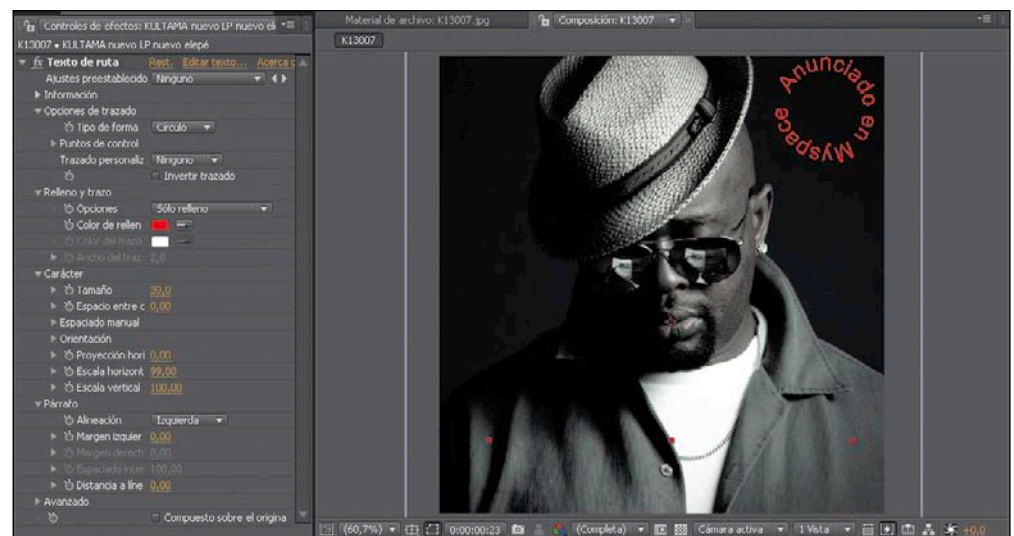 Controles de efectos: KULTAMA nuevo LP nuevo el
K13007 • KULTAMA nuevo LP nuevo elepé
fx Texto de ruta Rest. Editar texto... Acerca c
Ajustes preestablecido Ninguno
Información
Opciones de trazado
Tipo de forma Círculo
Puntos de control
Trazado personaliz Ninguno
Invertir trazado
Relleno y trazo
Opciones Sólo relleno
Color de rellen
Color del trazo
Ancho del traz 2,0
Carácter
Tamaño 39,0
Espacio entre c 0,00
Espaciado manual
Orientación
Proyección hori 0,00
Escala horizont 99,00
Escala vertical 100,00
Párrafo
Alineación Izquierda
Margen izquier 0,00
Margen derech 0,00
Espaciado inter 100,00
Distancia a líne 0,00
Avanzado
Compuesto sobre el origina
Material de archivo: K13007.jpg
Composición: K13007
K13007
Anunciado en Myspace
(60,7%) 0:00:00:23 (Completa) Cámara activa 1 Vista +0,0